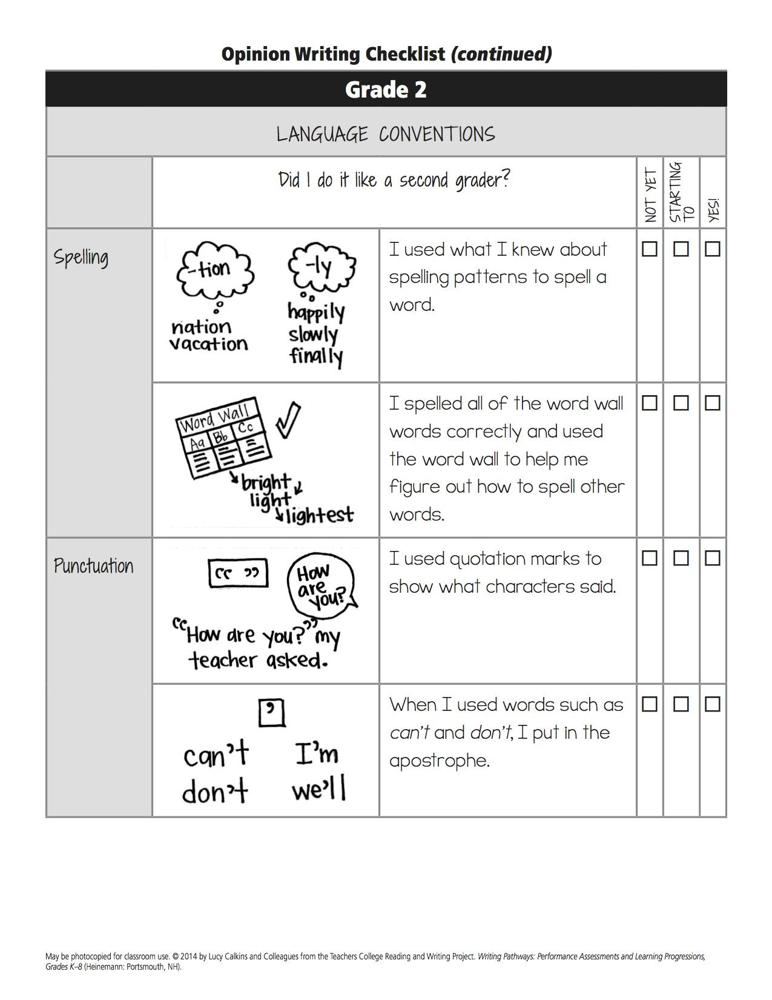 Opinion Writing Checklist (continued)
Grade 2
LANGUAGE CONVENTIONS
Did I do it like a second grader?
NOT YET
STARTING
TO
YES!
Spelling
-tion
nation
vacation
-ly
happily
slowly
finally
I used what I knew about
spelling patterns to spell a
word.
Word Wall
Aa Bb Cc
bright
light
lightest
I spelled all of the word wall
words correctly and used
the word wall to help me
figure out how to spell other
words.
Punctuation
“ ”
How
are
you?
“How are you?” my
teacher asked.
I used quotation marks to
show what characters said.
’
can’t I’m
don’t we’ll
When I used words such as
can’t and don’t, I put in the
apostrophe.
May be photocopied for classroom use. © 2014 by Lucy Calkins and Colleagues from the Teachers College Reading and Writing Project. Writing Pathways: Performance Assessments and Learning Progressions,
Grades K–8 (Heinemann: Portsmouth, NH).